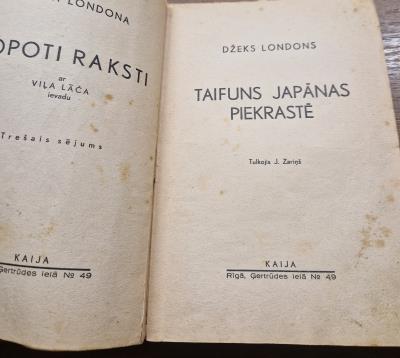 LONDONA
OPOTI RAKSTI
ar
VIĻA LĀČA
ievadu
Trešais sējums
KAIJA
Ģertrūdes ielā № 49
DŽEKS LONDONS
TAIFUNS JAPĀNAS
PIEKRASTĒ
Tulkojis J. Zariņš
KAIJA
Rīgā, Ģertrūdes ielā № 49